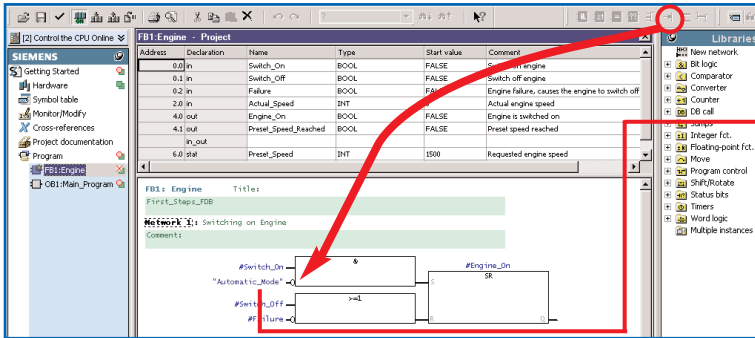 ?
[2] Control the CPU Online
SIEMENS
Getting Started
Hardware
Symbol table
Monitor/Modify
Cross-references
Project documentation
Program
FB1:Engine
OB1:Main_Program
FB1:Engine - Project
Address Declaration Name Type Start value Comment
0.0 in Switch_On BOOL FALSE Switch on engine
0.1 in Switch_Off BOOL FALSE Switch off engine
0.2 in Failure BOOL FALSE Engine failure, causes the engine to switch off
2.0 in Actual_Speed INT Actual engine speed
4.0 out Engine_On BOOL FALSE Engine is switched on
4.1 out Preset_Speed_Reached BOOL FALSE Preset speed reached
in_out
6.0 stat Preset_Speed INT 1500 Requested engine speed
FB1: Engine Title:
First_Steps_FDB
Network 1: Switching on Engine
Comment:
#Switch_On
"Automatic_Mode"
&
#Switch_Off
#Failure
>=1
#Engine_On
SR
S
R Q
Libraries
New network
Bit logic
Comparator
Converter
Counter
DB call
Jumps
Integer fct.
Floating-point fct.
Move
Program control
Shift/Rotate
Status bits
Timers
Word logic
Multiple instances